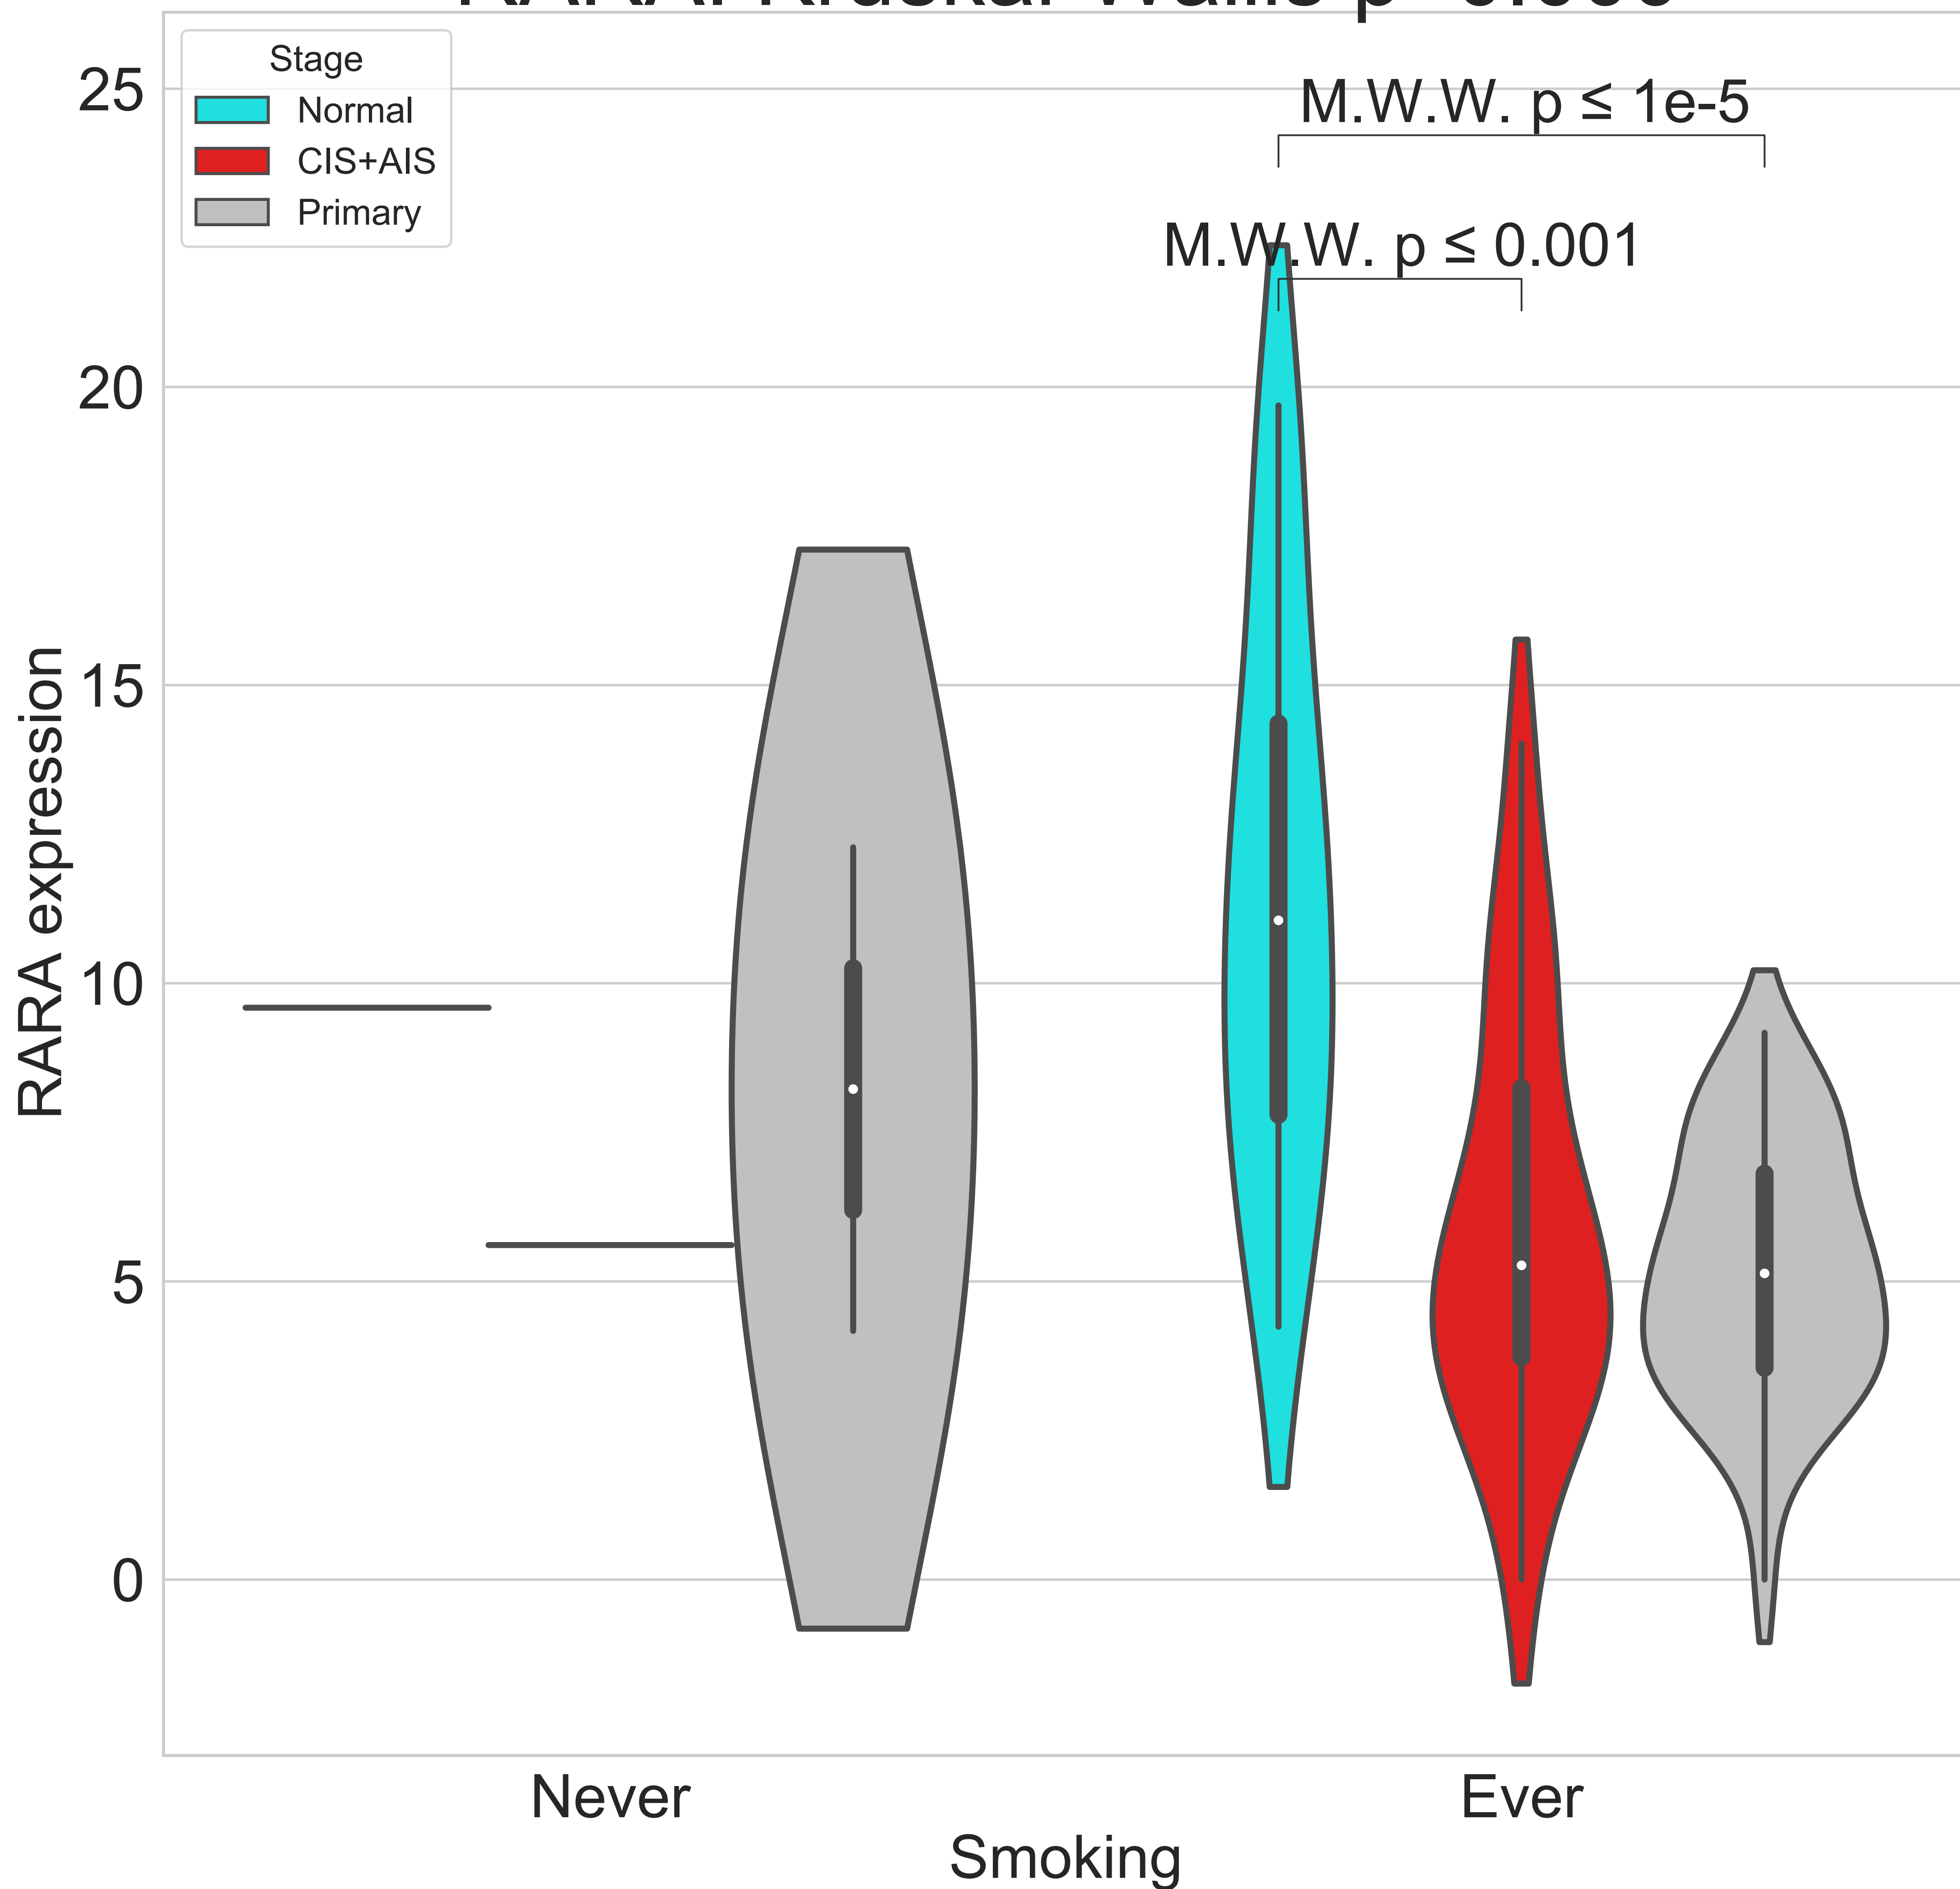 Stage
Normal
CIS+AIS
Primary
M.W.W. p ≤ 1e-5
M.W.W. p ≤ 0.001
25
20
15
10
5
0
RARA expression
Never
Ever
Smoking